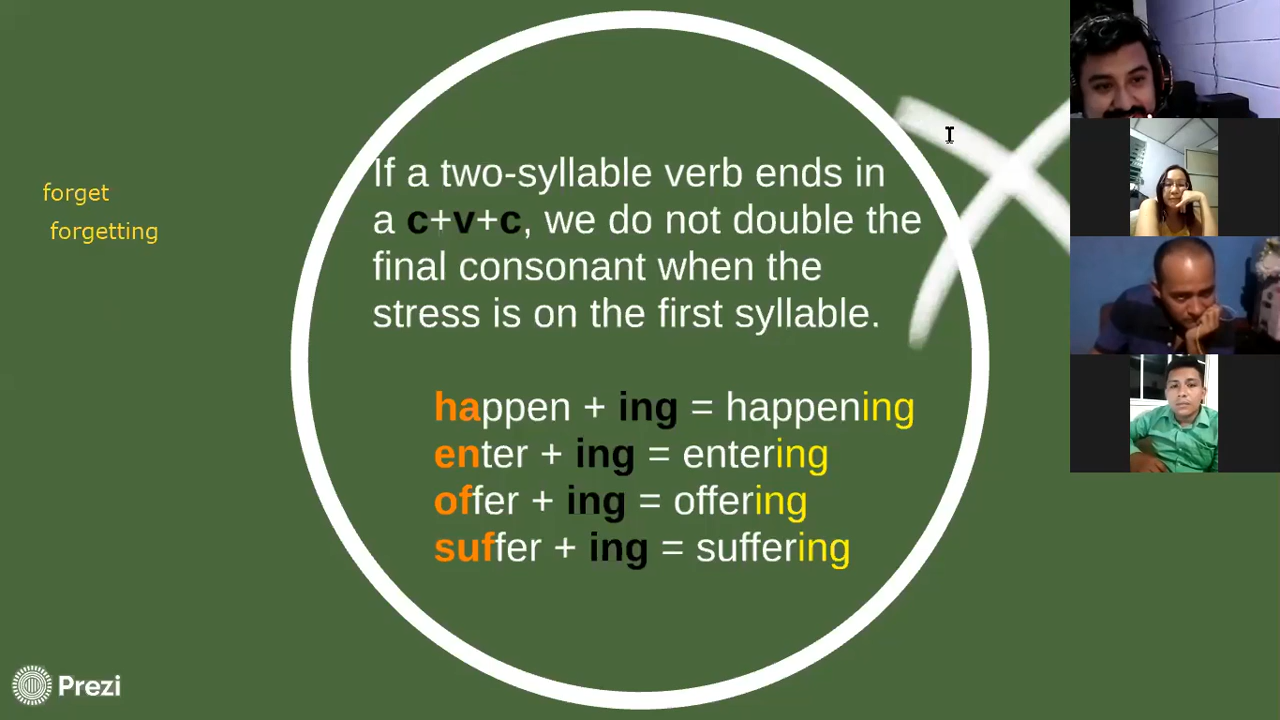 forget
forgetting
If a two-syllable verb ends in
a c+v+c, we do not double the
final consonant when the
stress is on the first syllable.
happen + ing = happening
enter + ing = entering
offer + ing = offering
suffer + ing = suffering
Prezi